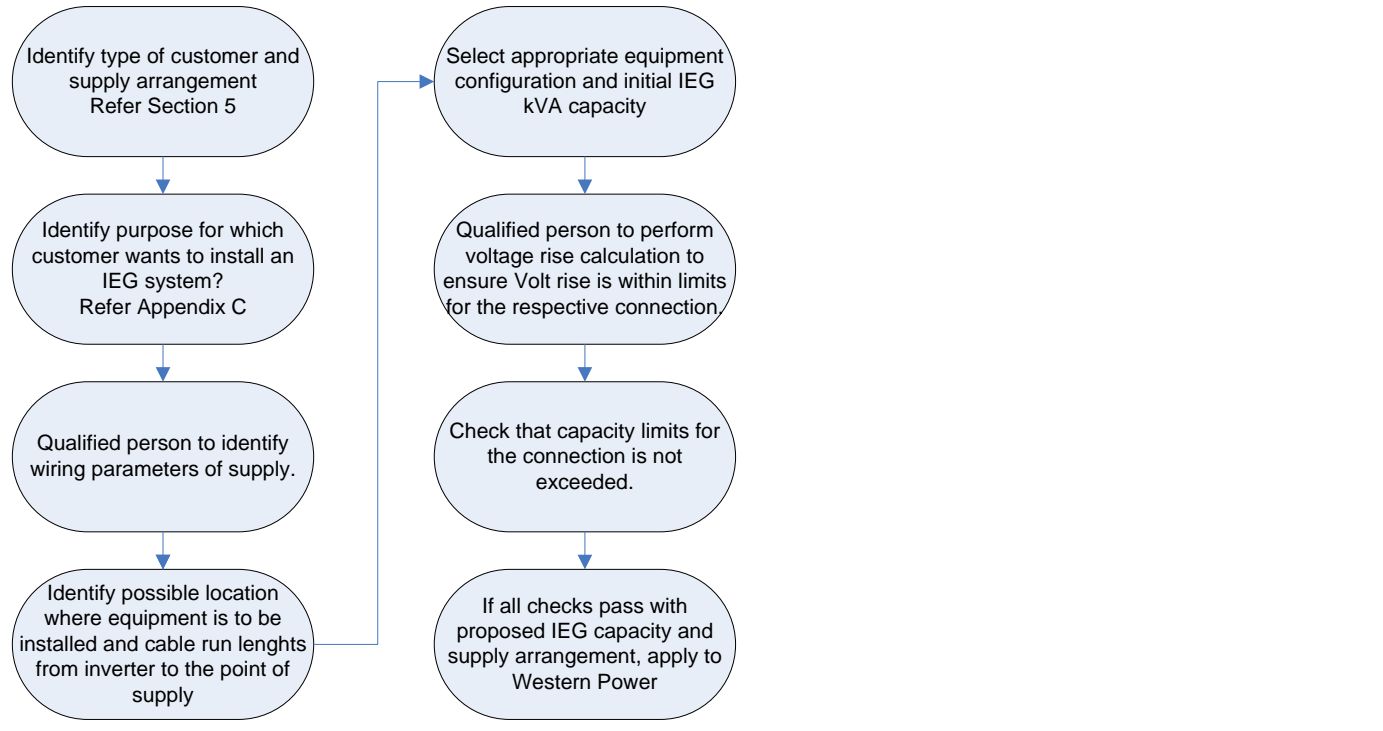 Identify type of customer and
supply arrangement
Refer Section 5
Identify purpose for which
customer wants to install an
IEG system?
Refer Appendix C
Qualified person to identify
wiring parameters of supply.
Identify possible location
where equipment is to be
installed and cable run lenghts
from inverter to the point of
supply
Select appropriate equipment
configuration and initial IEG
kVA capacity
Qualified person to perform
voltage rise calculation to
ensure Volt rise is within limits
for the respective connection.
Check that capacity limits for
the connection is not
exceeded.
If all checks pass with
proposed IEG capacity and
supply arrangement, apply to
Western Power